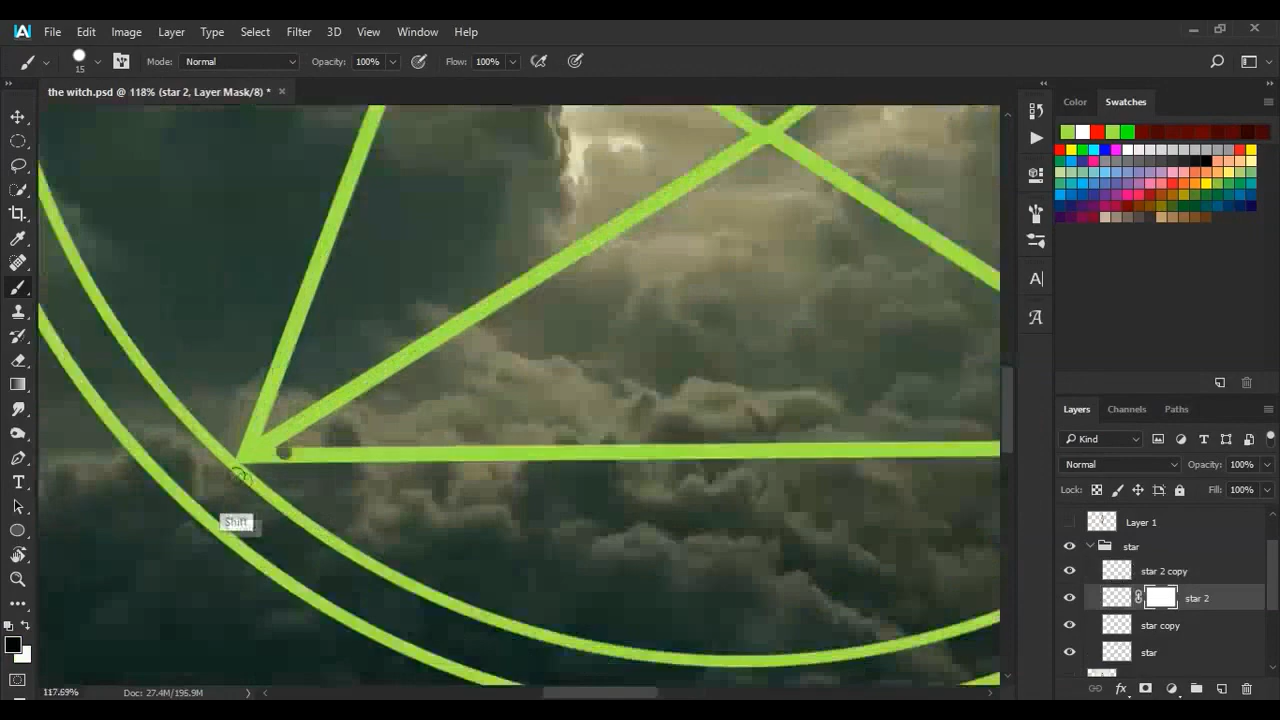 File Edit Image Layer Type Select Filter 3D View Window Help
15 Mode: Normal Opacity: 100% Flow: 100%
the witch.psd @ 118% (star 2, Layer Mask/8) * ×
Color Swatches
Layers Channels Paths
Kind
Normal Opacity: 100%
Lock: Fill: 100%
Layer 1
star
star 2 copy
star 2
star copy
star
Shift
117.69% Doc: 27.4M/195.9M